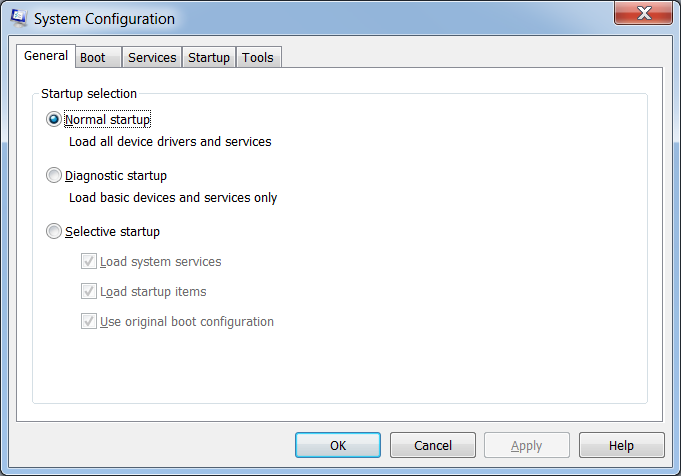 System Configuration
General Boot Services Startup Tools
Startup selection
Normal startup
Load all device drivers and services
Diagnostic startup
Load basic devices and services only
Selective startup
Load system services
Load startup items
Use original boot configuration
OK Cancel Apply Help